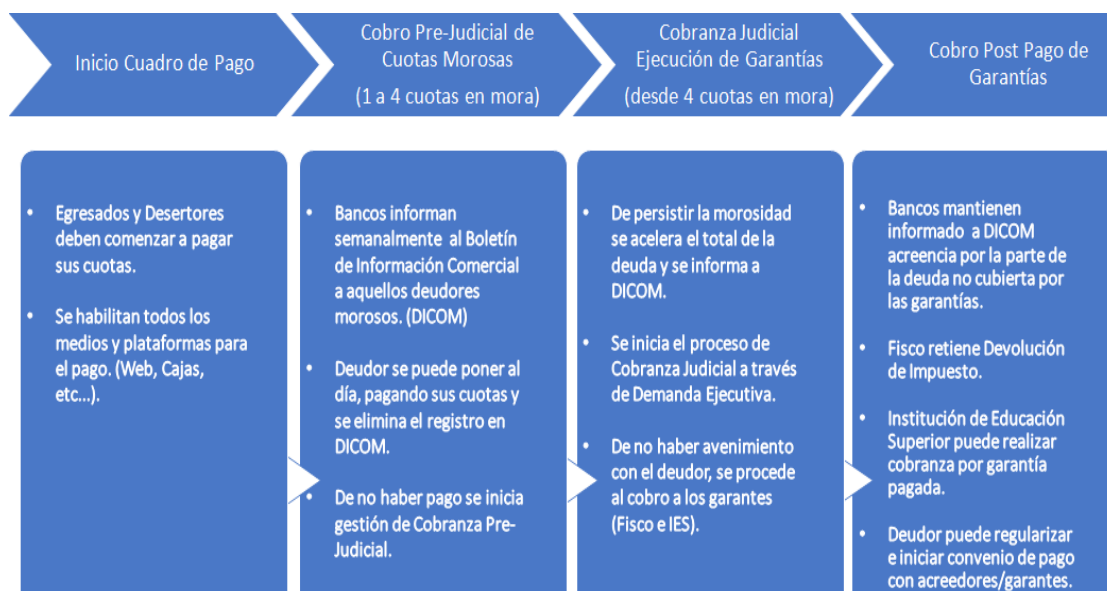 Inicio Cuadro de Pago
Cobro Pre-Judicial de
Cuotas Morosas
(1 a 4 cuotas en mora)
Cobranza Judicial
Ejecución de Garantías
(desde 4 cuotas en mora)
Cobro Post Pago de
Garantías
• Egresados y Desertores
deben comenzar a pagar
sus cuotas.
• Se habilitan todos los
medios y plataformas para
el pago. (Web, Cajas,
etc...).
• Bancos informan
semanalmente al Boletín
de Información Comercial
a aquellos deudores
morosos. (DICOM)
• Deudor se puede poner al
día, pagando sus cuotas y
se elimina el registro en
DICOM.
• De no haber pago se inicia
gestión de Cobranza Pre-
Judicial.
• De persistir la morosidad
se acelera el total de la
deuda y se informa a
DICOM.
• Se inicia el proceso de
Cobranza Judicial a través
de Demanda Ejecutiva.
• De no haber avenimiento
con el deudor, se procede
al cobro a los garantes
(Fisco e IES).
• Bancos mantienen
informado a DICOM
acreencia por la parte de
la deuda no cubierta por
las garantías.
• Fisco retiene Devolución
de Impuesto.
• Institución de Educación
Superior puede realizar
cobranza por garantía
pagada.
• Deudor puede regularizar
e iniciar convenio de pago
con acreedores/garantes.